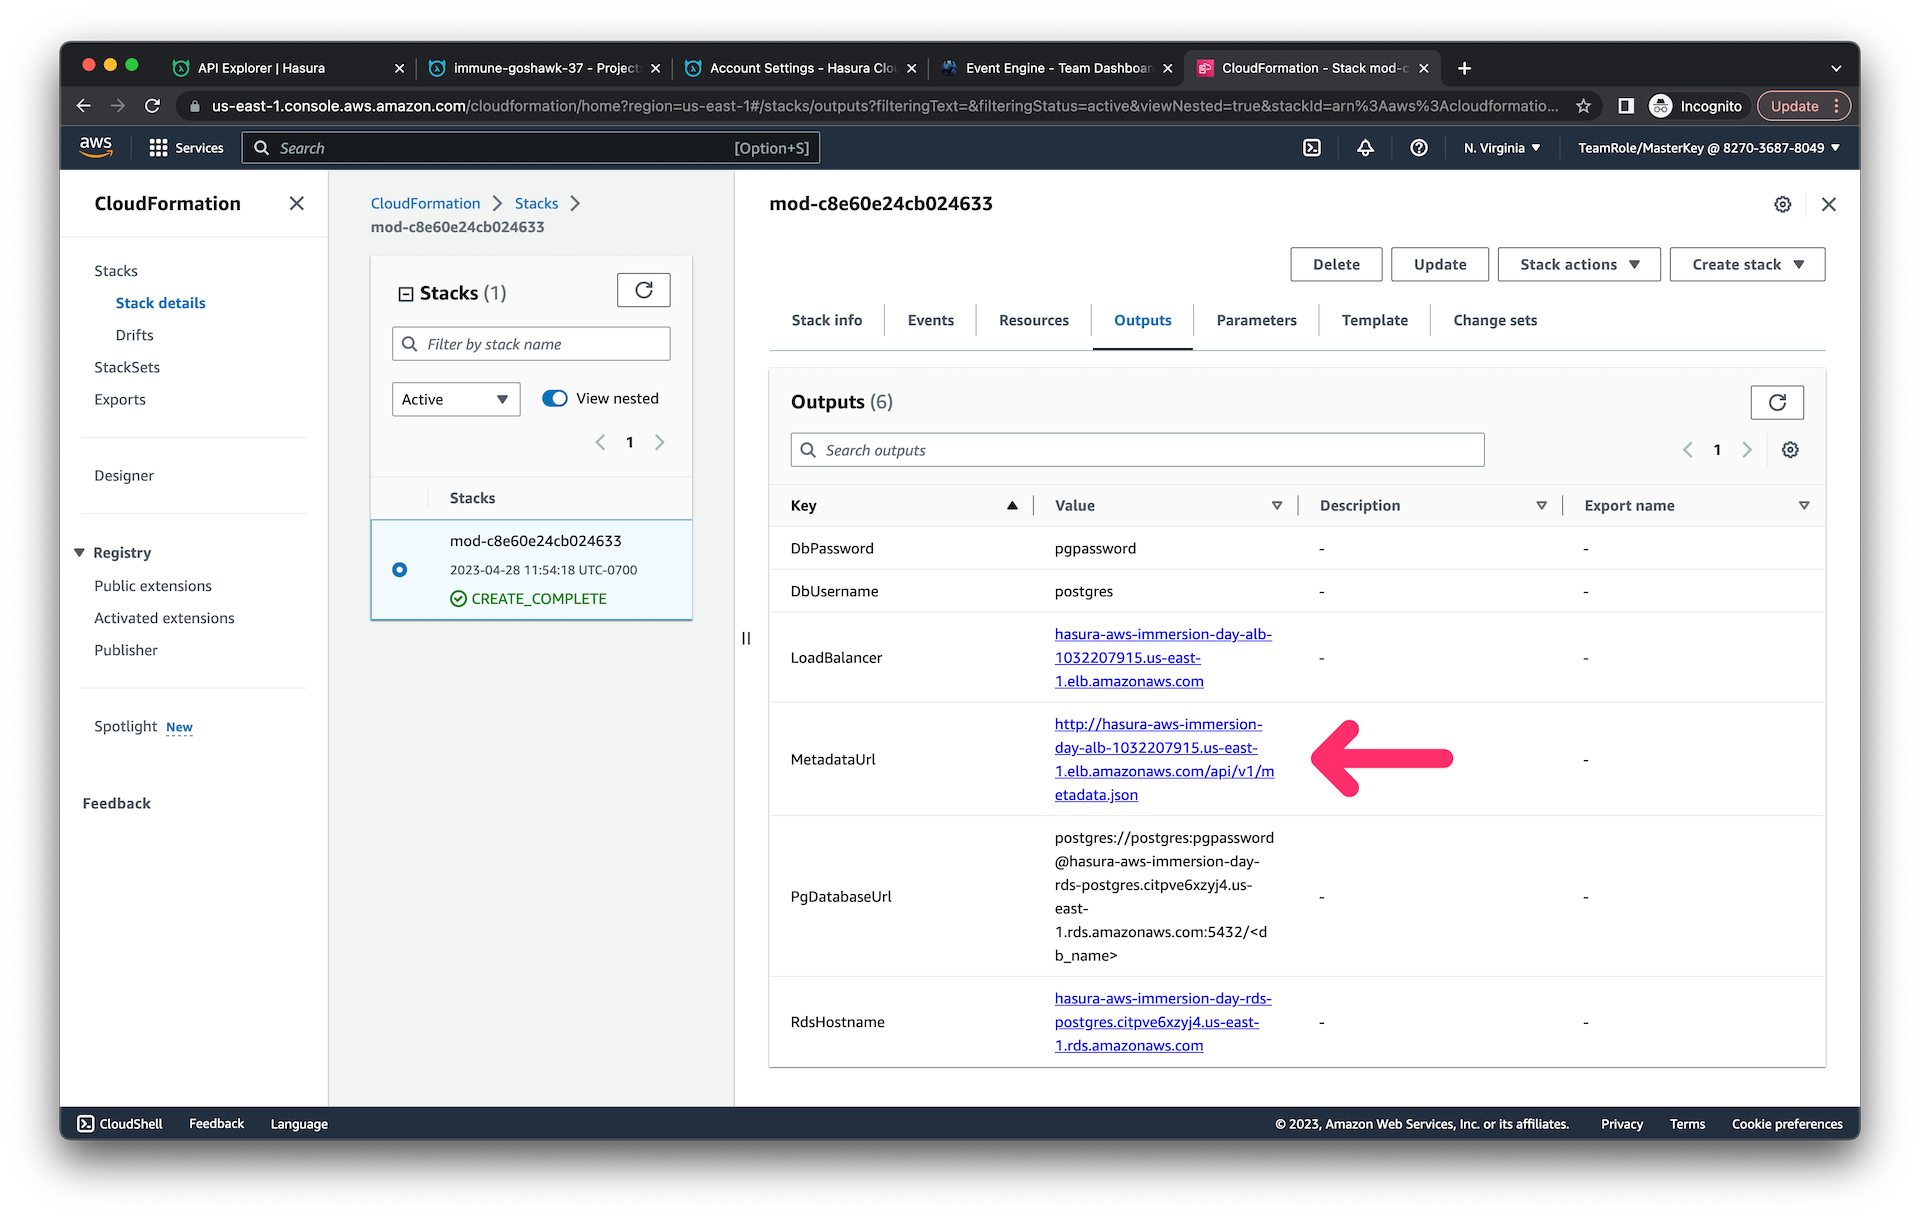 API Explorer | Hasura
immune-goshawk-37 - Project
Account Settings - Hasura Clo
Event Engine - Team Dashboar
CloudFormation - Stack mod-c
us-east-1.console.aws.amazon.com/cloudformation/home?region=us-east-1#/stacks/outputs?filteringText=&filteringStatus=active&viewNested=true&stackId=arn%3Aaws%3Acloudformatio...
Incognito
Update
aws
Services
Search
[Option+S]
N. Virginia
TeamRole/MasterKey @ 8270-3687-8049
CloudFormation
Stacks
Stack details
Drifts
StackSets
Exports
Designer
Registry
Public extensions
Activated extensions
Publisher
Spotlight New
Feedback
CloudFormation > Stacks >
mod-c8e60e24cb024633
Stacks (1)
Filter by stack name
Active
View nested
1
Stacks
mod-c8e60e24cb024633
2023-04-28 11:54:18 UTC-0700
CREATE_COMPLETE
mod-c8e60e24cb024633
Delete
Update
Stack actions
Create stack
Stack info
Events
Resources
Outputs
Parameters
Template
Change sets
Outputs (6)
Search outputs
1
Key
Value
Description
Export name
DbPassword
pgpassword
-
-
DbUsername
postgres
-
-
LoadBalancer
hasura-aws-immersion-day-alb-
1032207915.us-east-
1.elb.amazonaws.com
-
-
MetadataUrl
http://hasura-aws-immersion-
day-alb-1032207915.us-east-
1.elb.amazonaws.com/api/v1/m
etadata.json
-
PgDatabaseUrl
postgres://postgres:pgpassword
@hasura-aws-immersion-day-
rds-postgres.citpve6xzyj4.us-
east-
1.rds.amazonaws.com:5432/<d
b_name>
-
-
RdsHostname
hasura-aws-immersion-day-rds-
postgres.citpve6xzyj4.us-east-
1.rds.amazonaws.com
-
-
CloudShell
Feedback
Language
© 2023, Amazon Web Services, Inc. or its affiliates.
Privacy
Terms
Cookie preferences